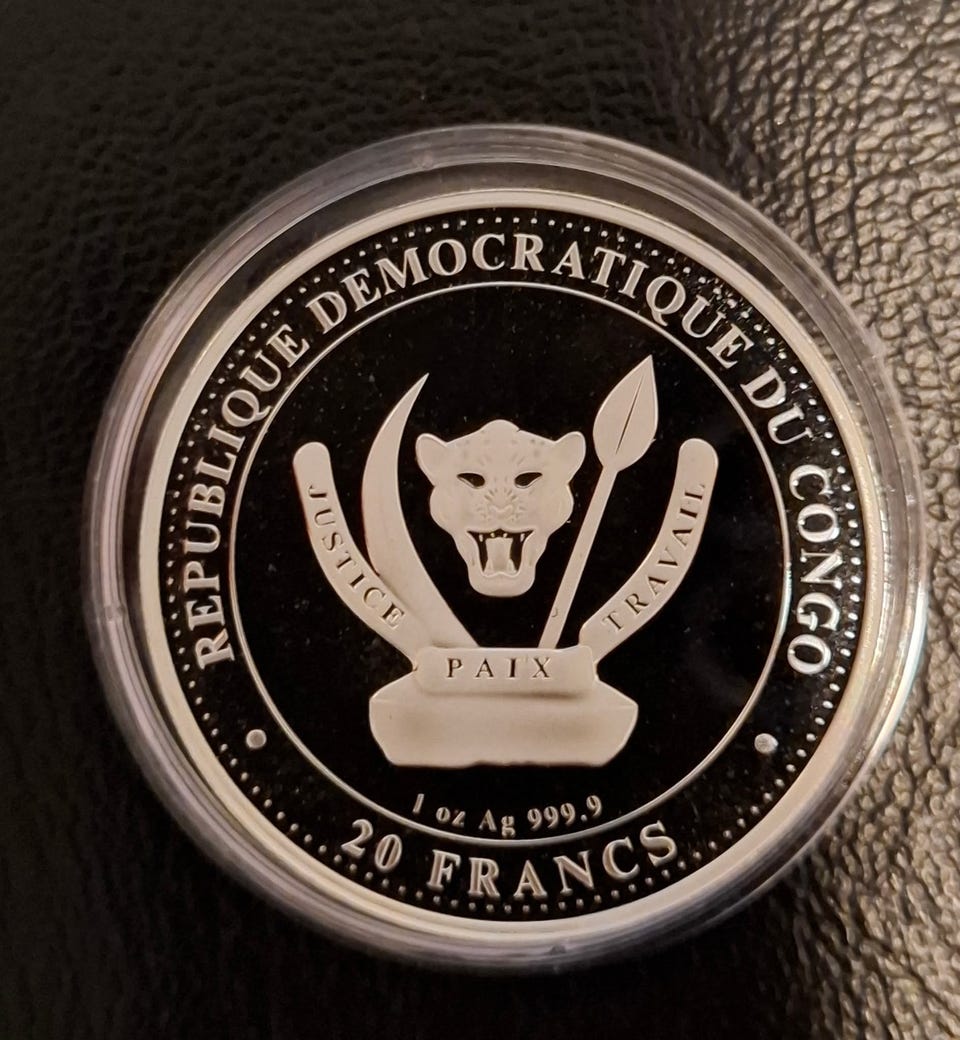 REPUBLIQUE DEMOCRATIQUE DU CONGO
JUSTICE
TRAVAIL
PAIX
1 oz Ag 999.9
20 FRANCS